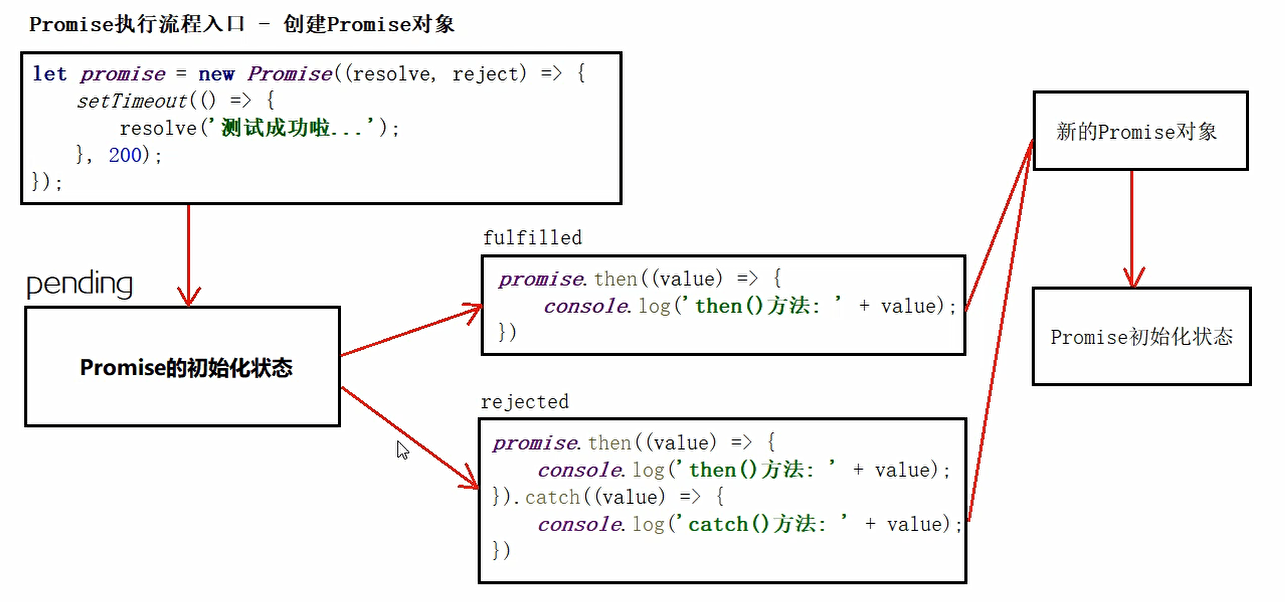 Promise执行流程入口 - 创建Promise对象
let promise = new Promise((resolve, reject) => {
setTimeout(() => {
resolve('测试成功啦...');
}, 200);
});
新的Promise对象
fulfilled
pending
promise.then((value) => {
console.log('then()方法: ' + value);
})
Promise的初始化状态
Promise初始化状态
rejected
promise.then((value) => {
console.log('then()方法: ' + value);
}).catch((value) => {
console.log('catch()方法: ' + value);
})